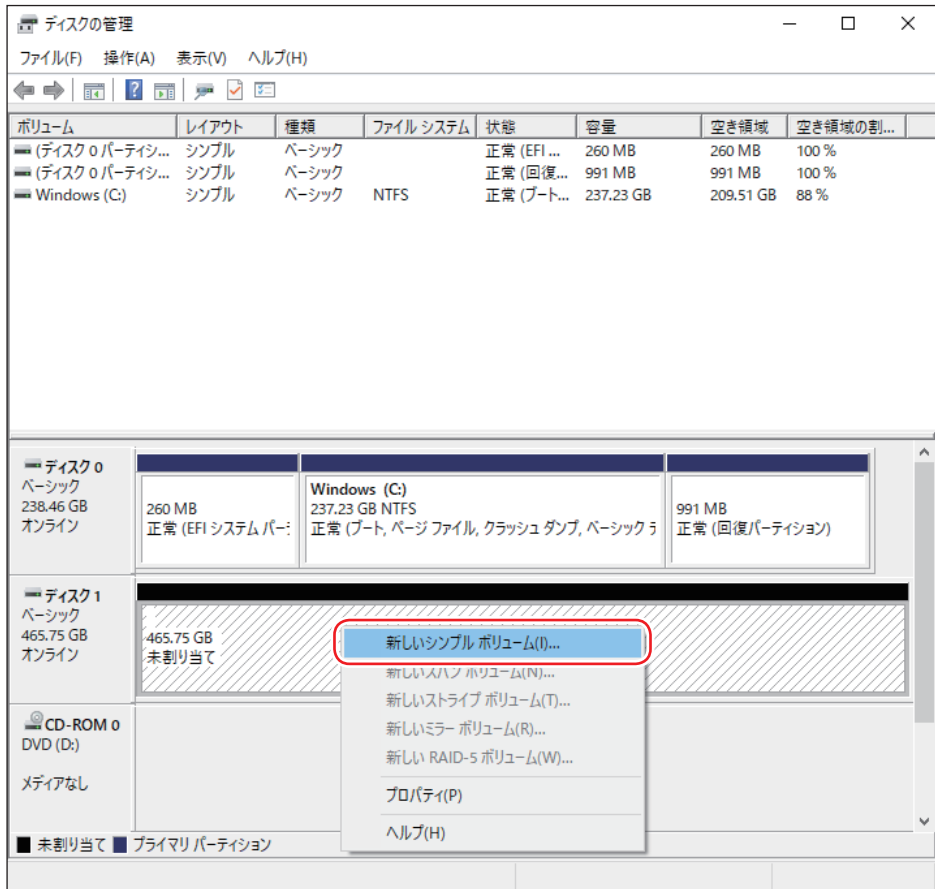 ディスクの管理
ファイル(F) 操作(A) 表示(V) ヘルプ(H)
ボリューム レイアウト 種類 ファイル システム 状態 容量 空き領域 空き領域の割...
(ディスク 0 パーティシ... シンプル ベーシック 正常 (EFI ... 260 MB 260 MB 100 %
(ディスク 0 パーティシ... シンプル ベーシック 正常 (回復... 991 MB 991 MB 100 %
Windows (C:) シンプル ベーシック NTFS 正常 (ブート... 237.23 GB 209.51 GB 88 %
ディスク 0
ベーシック
238.46 GB
オンライン
260 MB
正常 (EFI システム パーテ
Windows (C:)
237.23 GB NTFS
正常 (ブート, ページ ファイル, クラッシュ ダンプ, ベーシック デ
991 MB
正常 (回復パーティション)
ディスク 1
ベーシック
465.75 GB
オンライン
465.75 GB
未割り当て
新しいシンプル ボリューム(I)...
新しいスパン ボリューム(N)...
新しいストライプ ボリューム(T)...
新しいミラー ボリューム(R)...
新しい RAID-5 ボリューム(W)...
プロパティ(P)
ヘルプ(H)
CD-ROM 0
DVD (D:)
メディアなし
未割り当て プライマリ パーティション